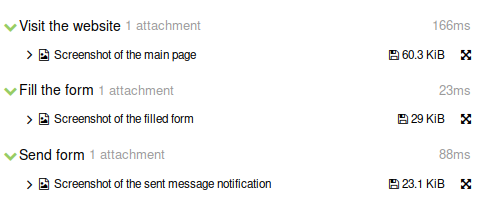 Visit the website 1 attachment 166ms
Screenshot of the main page 60.3 KiB
Fill the form 1 attachment 23ms
Screenshot of the filled form 29 KiB
Send form 1 attachment 88ms
Screenshot of the sent message notification 23.1 KiB